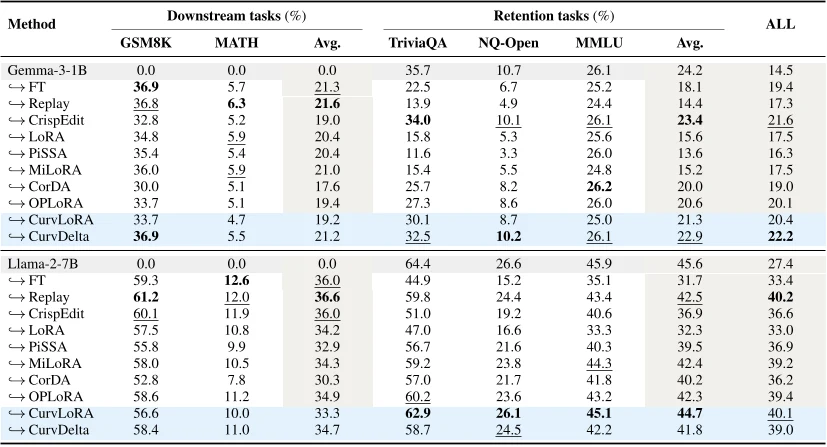 Method Downstream tasks (%) Retention tasks (%) ALL
GSM8K MATH Avg. TriviaQA NQ-Open MMLU Avg.
Gemma-3-1B 0.0 0.0 0.0 35.7 10.7 26.1 24.2 14.5
↪ FT 36.9 5.7 21.3 22.5 6.7 25.2 18.1 19.4
↪ Replay 36.8 6.3 21.6 13.9 4.9 24.4 14.4 17.3
↪ CrispEdit 32.8 5.2 19.0 34.0 10.1 26.1 23.4 21.6
↪ LoRA 34.8 5.9 20.4 15.8 5.3 25.6 15.6 17.5
↪ PiSSA 35.4 5.4 20.4 11.6 3.3 26.0 13.6 16.3
↪ MiLoRA 36.0 5.9 21.0 15.4 5.5 24.8 15.2 17.5
↪ CorDA 30.0 5.1 17.6 25.7 8.2 26.2 20.0 19.0
↪ OPLoRA 33.7 5.1 19.4 27.3 8.6 26.0 20.6 20.1
↪ CurvLoRA 33.7 4.7 19.2 30.1 8.7 25.0 21.3 20.4
↪ CurvDelta 36.9 5.5 21.2 32.5 10.2 26.1 22.9 22.2
Llama-2-7B 0.0 0.0 0.0 64.4 26.6 45.9 45.6 27.4
↪ FT 59.3 12.6 36.0 44.9 15.2 35.1 31.7 33.4
↪ Replay 61.2 12.0 36.6 59.8 24.4 43.4 42.5 40.2
↪ CrispEdit 60.1 11.9 36.0 51.0 19.2 40.6 36.9 36.6
↪ LoRA 57.5 10.8 34.2 47.0 16.6 33.3 32.3 33.0
↪ PiSSA 55.8 9.9 32.9 56.7 21.6 40.3 39.5 36.9
↪ MiLoRA 58.0 10.5 34.3 59.2 23.8 44.3 42.4 39.2
↪ CorDA 52.8 7.8 30.3 57.0 21.7 41.8 40.2 36.2
↪ OPLoRA 58.6 11.2 34.9 60.2 23.6 43.2 42.3 39.4
↪ CurvLoRA 56.6 10.0 33.3 62.9 26.1 45.1 44.7 40.1
↪ CurvDelta 58.4 11.0 34.7 58.7 24.5 42.2 41.8 39.0